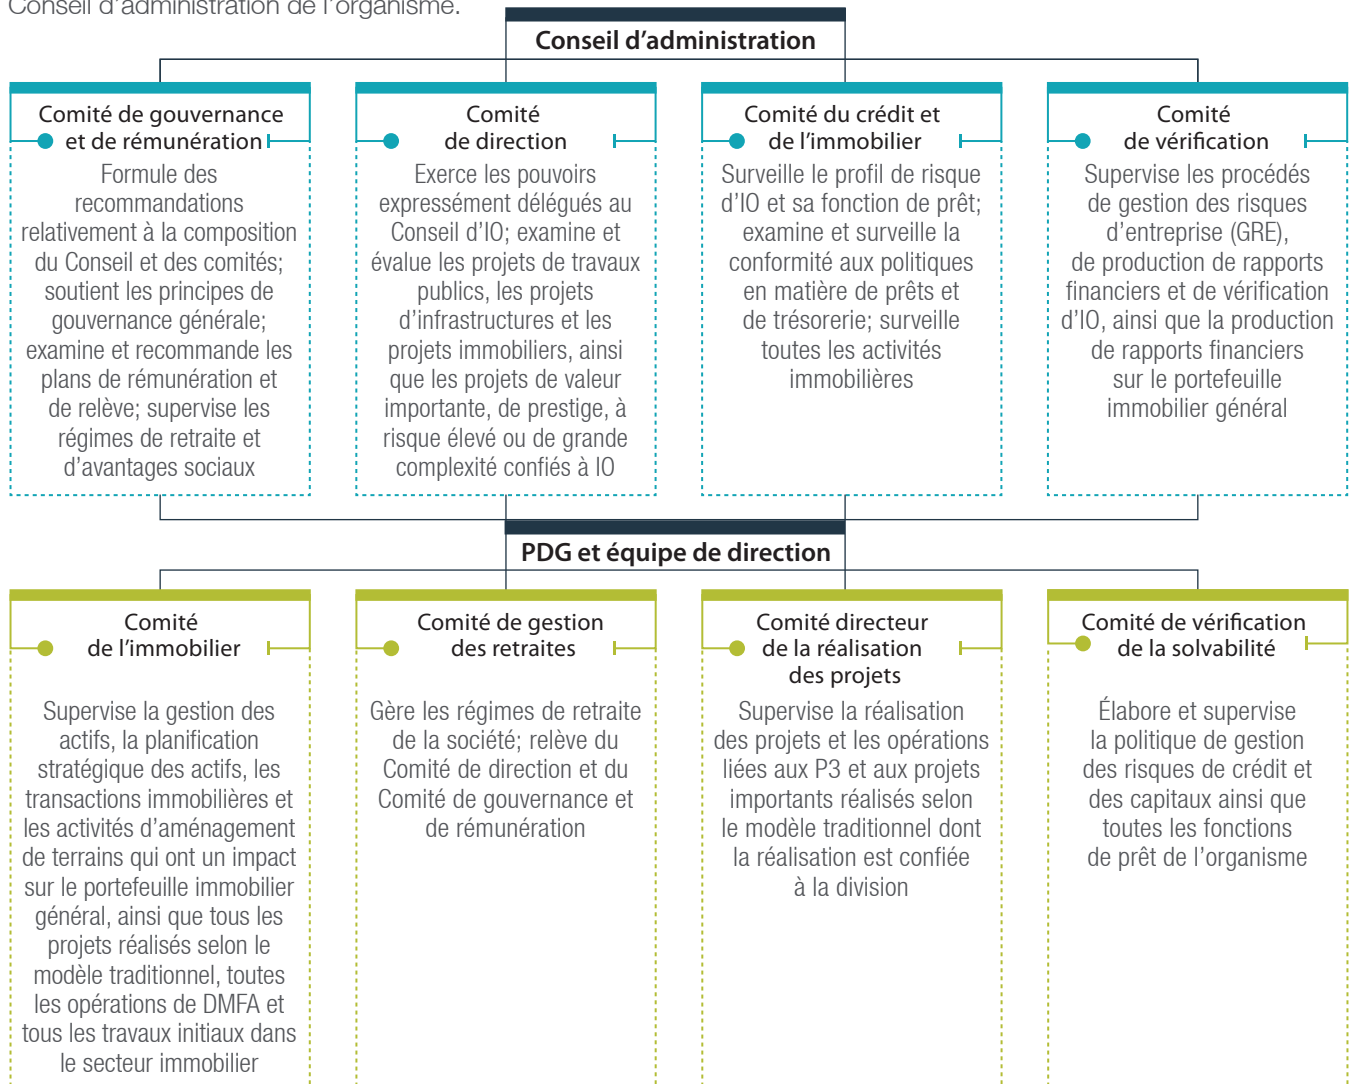 Conseil d'administration de l'organisme.
Conseil d'administration
Comité de gouvernance
et de rémunération
Formule des
recommandations
relativement à la composition
du Conseil et des comités;
soutient les principes de
gouvernance générale;
examine et recommande les
plans de rémunération et
de relève; supervise les
régimes de retraite et
d'avantages sociaux
Comité
de direction
Exerce les pouvoirs
expressément délégués au
Conseil d'IO; examine et
évalue les projets de travaux
publics, les projets
d'infrastructures et les
projets immobiliers, ainsi
que les projets de valeur
importante, de prestige, à
risque élevé ou de grande
complexité confiés à IO
Comité du crédit et
de l'immobilier
Surveille le profil de risque
d'IO et sa fonction de prêt;
examine et surveille la
conformité aux politiques
en matière de prêts et
de trésorerie; surveille
toutes les activités
immobilières
Comité
de vérification
Supervise les procédés
de gestion des risques
d'entreprise (GRE),
de production de rapports
financiers et de vérification
d'IO, ainsi que la production
de rapports financiers
sur le portefeuille
immobilier général
PDG et équipe de direction
Comité
de l'immobilier
Supervise la gestion des
actifs, la planification
stratégique des actifs, les
transactions immobilières et
les activités d'aménagement
de terrains qui ont un impact
sur le portefeuille immobilier
général, ainsi que tous les
projets réalisés selon le
modèle traditionnel, toutes
les opérations de DMFA et
tous les travaux initiaux dans
le secteur immobilier
Comité de gestion
des retraites
Gère les régimes de retraite
de la société; relève du
Comité de direction et du
Comité de gouvernance et
de rémunération
Comité directeur
de la réalisation
des projets
Supervise la réalisation
des projets et les opérations
liées aux P3 et aux projets
importants réalisés selon
le modèle traditionnel dont
la réalisation est confiée
à la division
Comité de vérification
de la solvabilité
Élabore et supervise
la politique de gestion
des risques de crédit et
des capitaux ainsi que
toutes les fonctions
de prêt de l'organisme